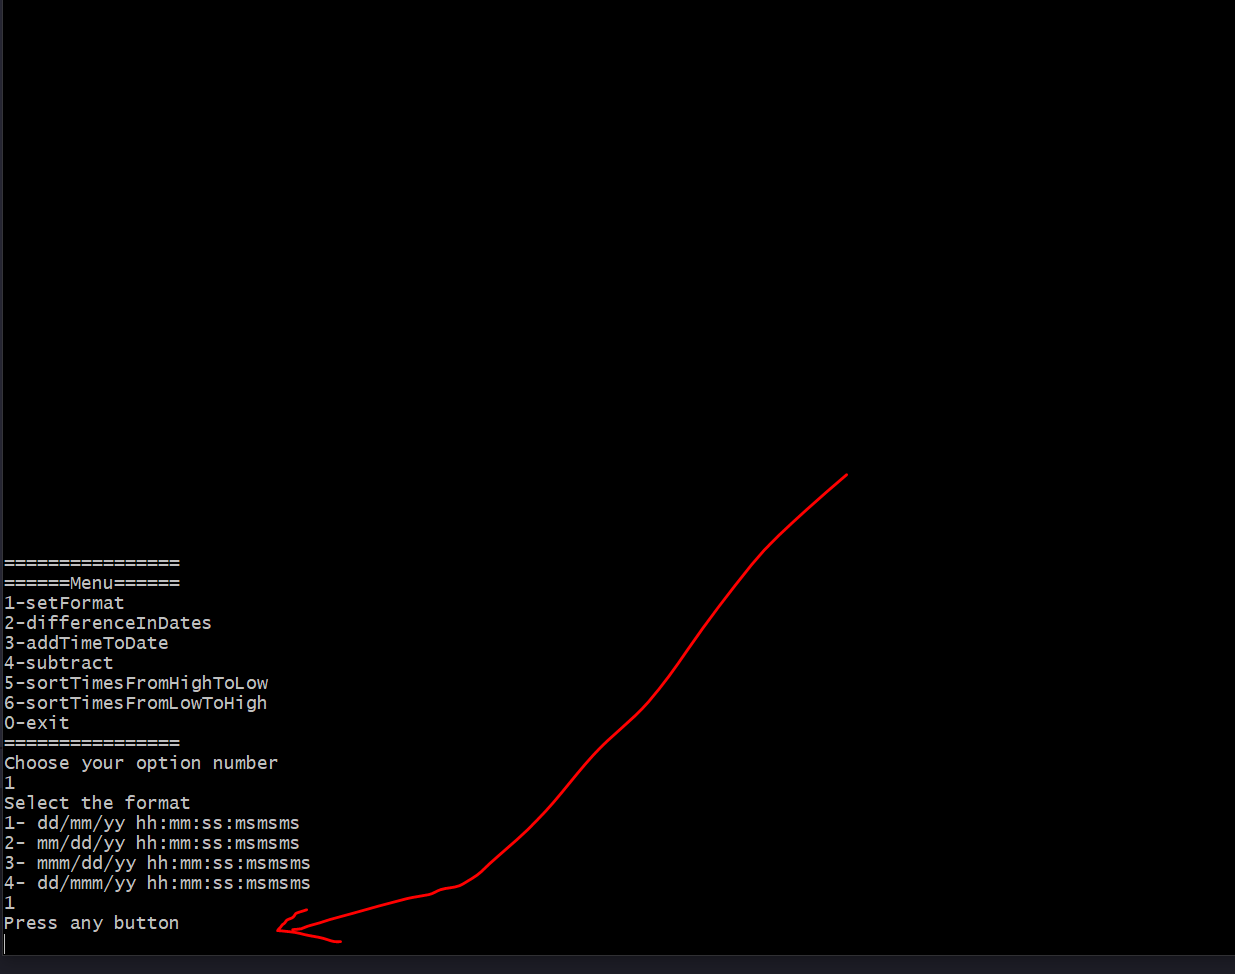 ================
======Menu======
1-setFormat
2-differenceInDates
3-addTimeToDate
4-subtract
5-sortTimesFromHighToLow
6-sortTimesFromLowToHigh
0-exit
================
Choose your option number
1
Select the format
1- dd/mm/yy hh:mm:ss:msmsms
2- mm/dd/yy hh:mm:ss:msmsms
3- mmm/dd/yy hh:mm:ss:msmsms
4- dd/mmm/yy hh:mm:ss:msmsms
1
Press any button